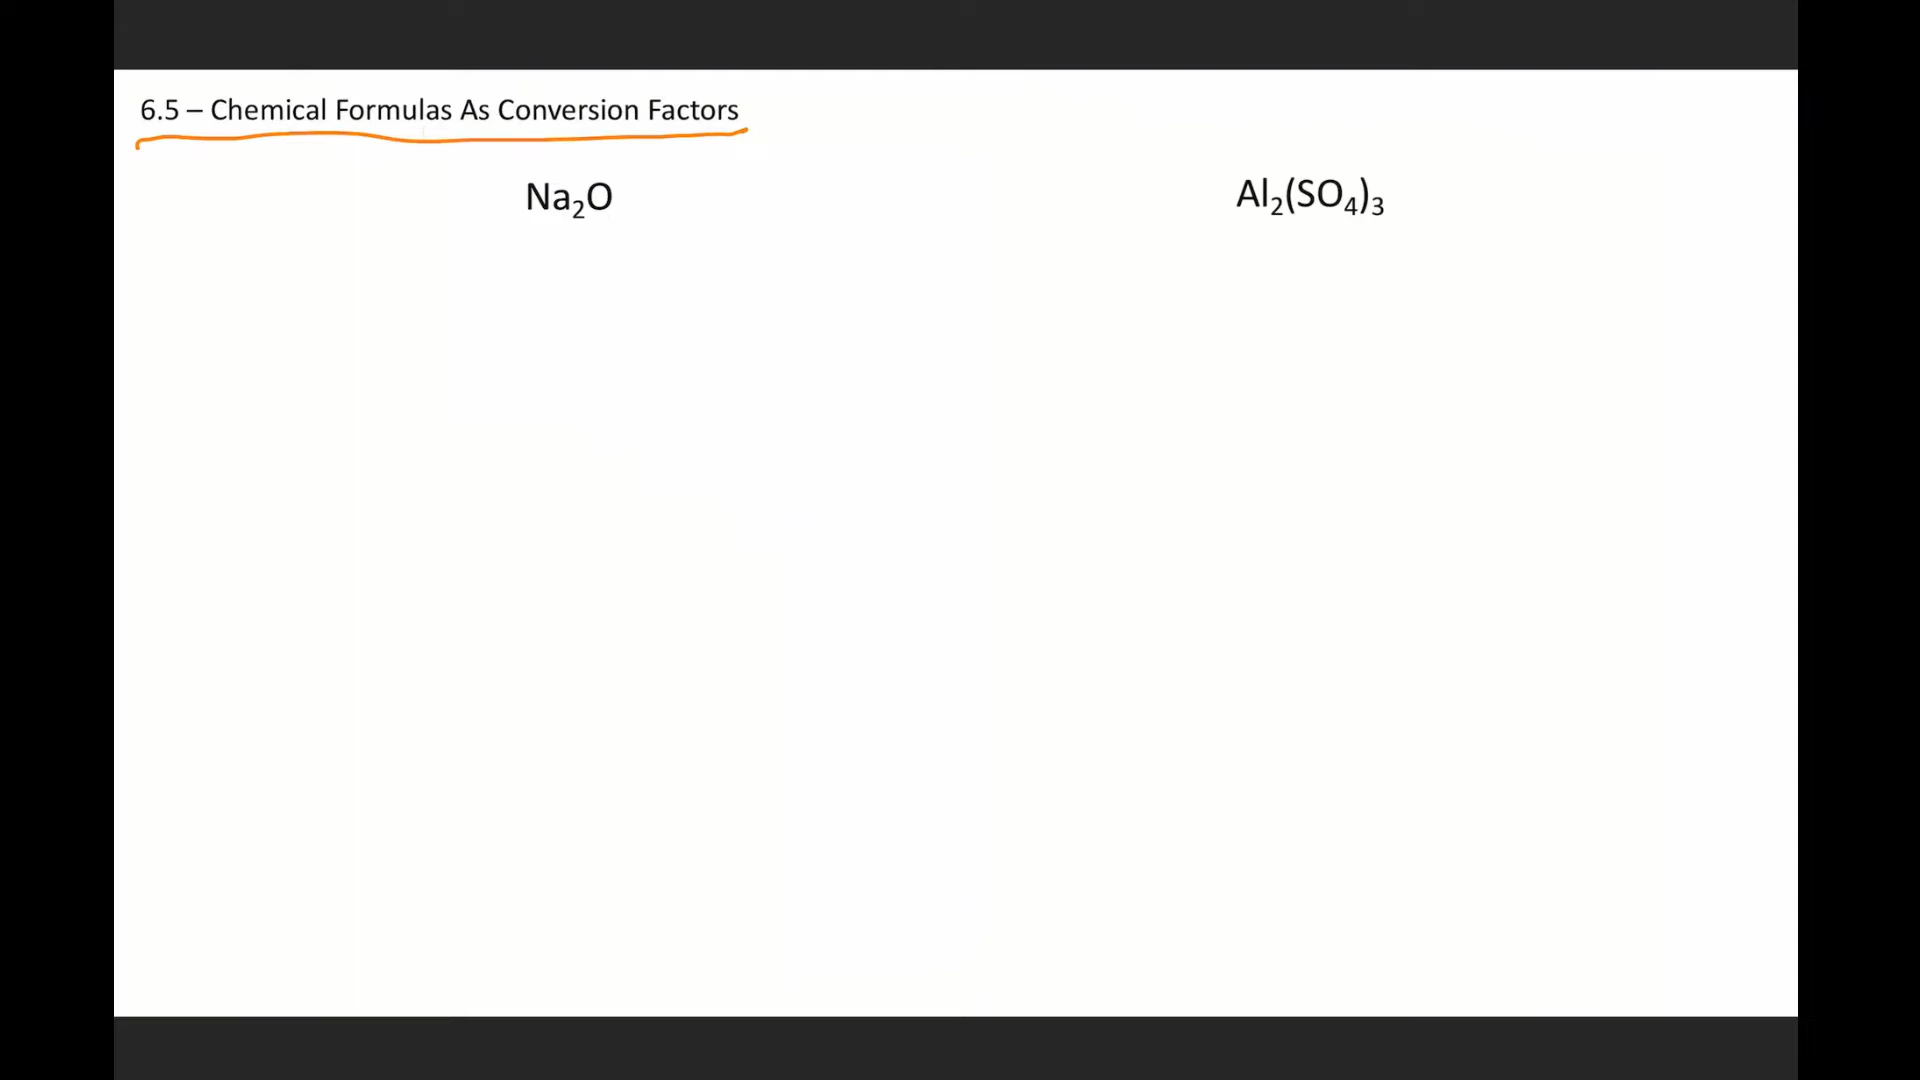 6.5 – Chemical Formulas As Conversion Factors
Na₂O
Al₂(SO₄)₃